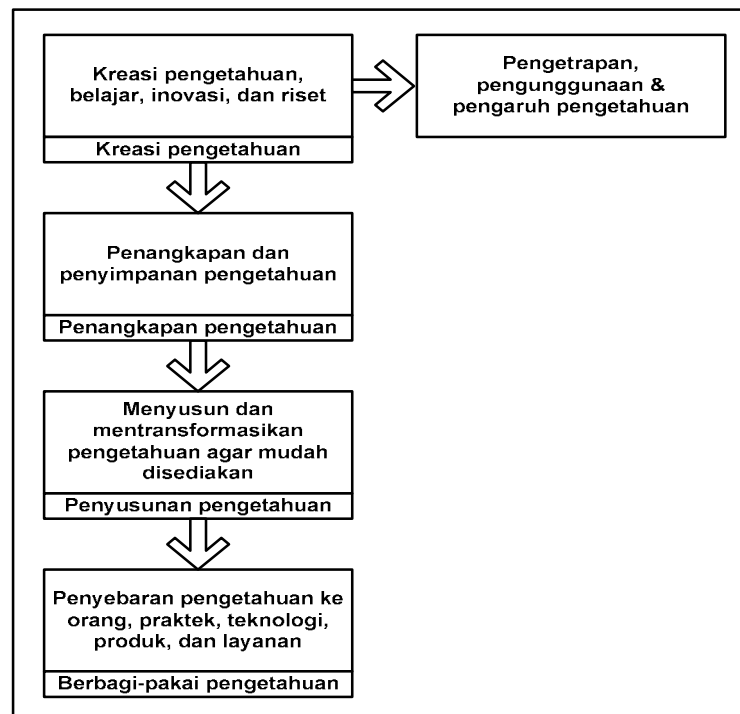 Kreasi pengetahuan,
belajar, inovasi, dan riset
Kreasi pengetahuan
Pengetrapan,
pengunggunaan &
pengaruh pengetahuan
Penangkapan dan
penyimpanan pengetahuan
Penangkapan pengetahuan
Menyusun dan
mentransformasikan
pengetahuan agar mudah
disediakan
Penyusunan pengetahuan
Penyebaran pengetahuan ke
orang, praktek, teknologi,
produk, dan layanan
Berbagi-pakai pengetahuan